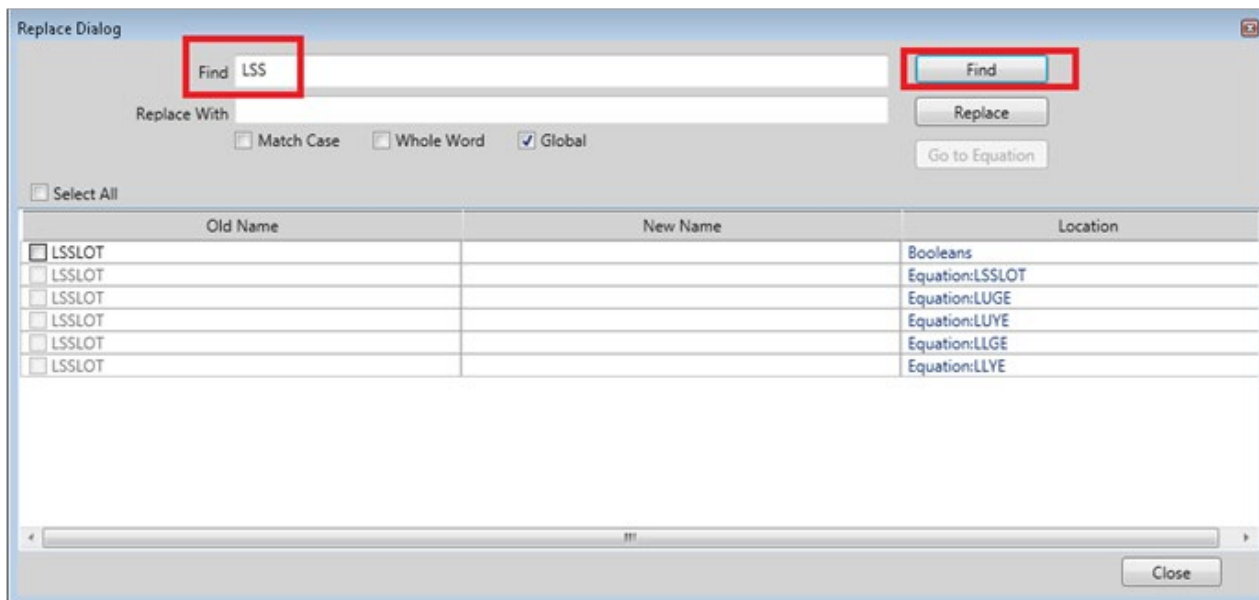 Replace Dialog
Find LSS Find
Replace With Replace
Match Case Whole Word Global
Go to Equation
Select All
Old Name New Name Location
LSSLOT Booleans
LSSLOT Equation:LSSLOT
LSSLOT Equation:LUGE
LSSLOT Equation:LUYE
LSSLOT Equation:LLGE
LSSLOT Equation:LLYE
Close